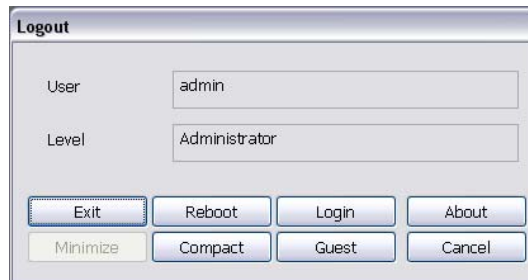 Logout
User admin
Level Administrator
Exit Reboot Login About
Minimize Compact Guest Cancel